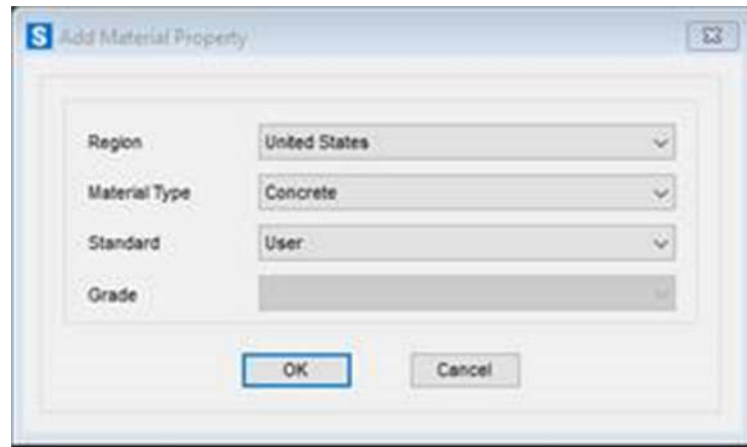 S Add Material Property
Region United States
Material Type Concrete
Standard User
Grade
OK Cancel